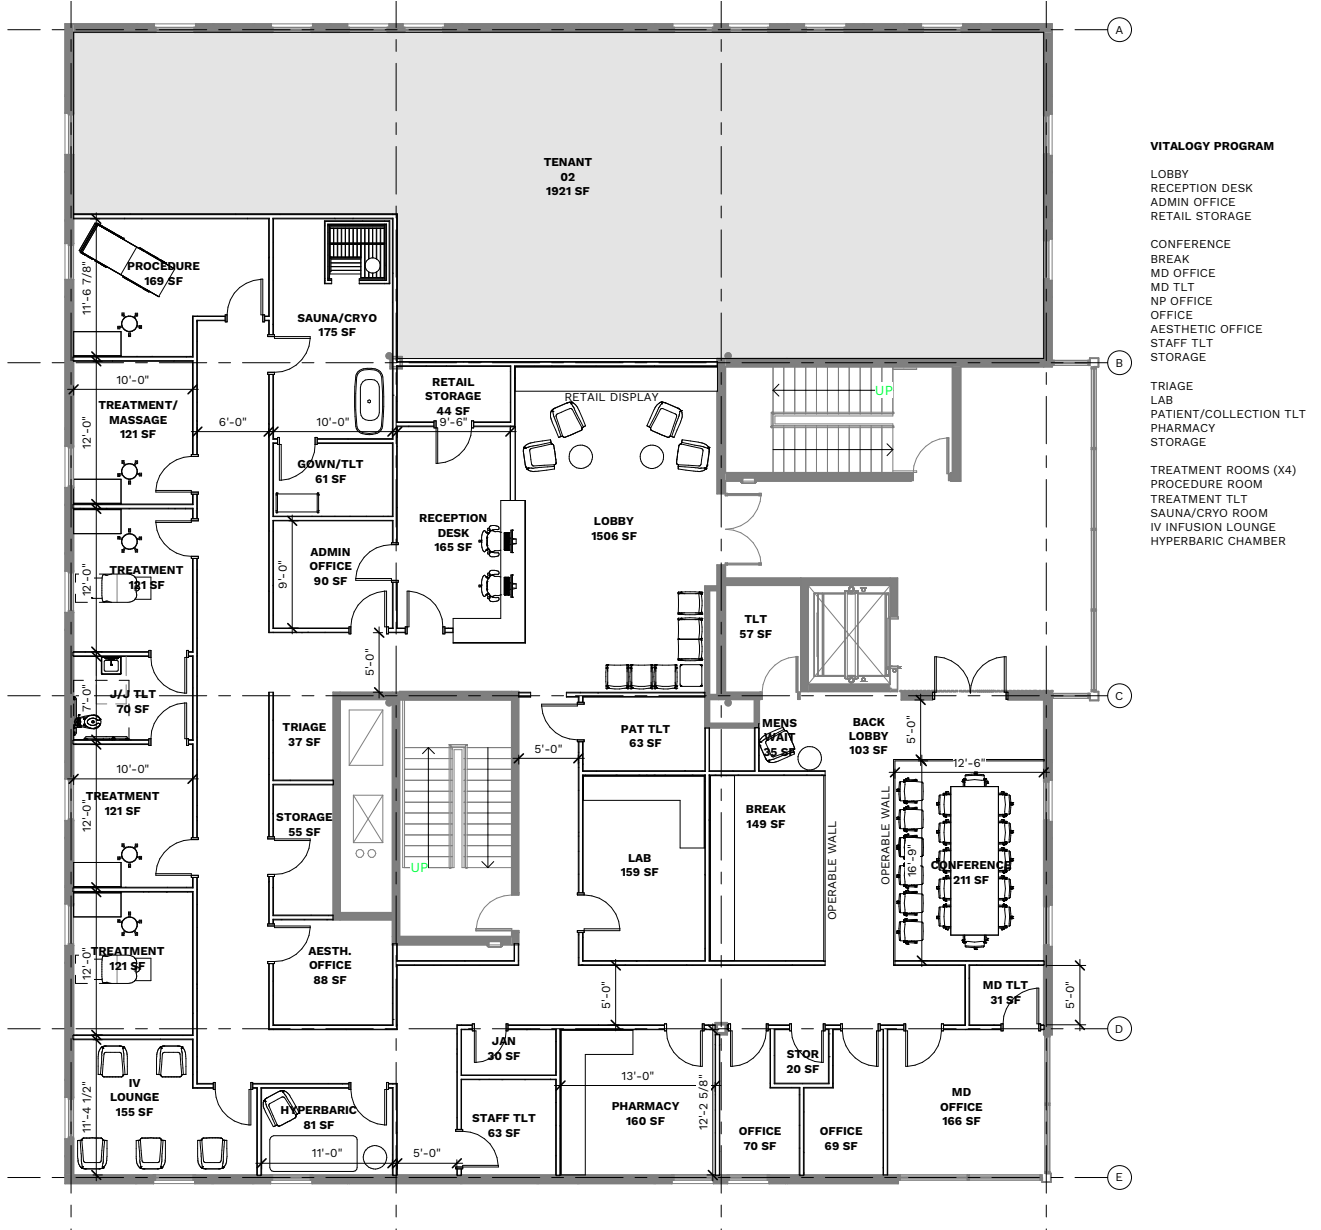 A
VITALOGY PROGRAM
LOBBY
RECEPTION DESK
ADMIN OFFICE
RETAIL STORAGE
CONFERENCE
BREAK
MD OFFICE
MD TLT
NP OFFICE
OFFICE
AESTHETIC OFFICE
STAFF TLT
STORAGE
TRIAGE
LAB
PATIENT/COLLECTION TLT
PHARMACY
STORAGE
TREATMENT ROOMS (X4)
PROCEDURE ROOM
TREATMENT TLT
SAUNA/CRYO ROOM
IV INFUSION LOUNGE
HYPERBARIC CHAMBER
TENANT
02
1921 SF
PROCEDURE
169 SF
11'-6 7/8"
SAUNA/CRYO
175 SF
B
10'-0"
TREATMENT/
MASSAGE
121 SF
12'-0"
6'-0"
10'-0"
RETAIL
STORAGE
44 SF
9'-6"
RETAIL DISPLAY
UP
GOWN/TLT
61 SF
RECEPTION
DESK
165 SF
LOBBY
1506 SF
ADMIN
OFFICE
90 SF
9'-0"
TREATMENT
121 SF
12'-0"
TLT
57 SF
5'-0"
J/J TLT
70 SF
7'-0"
C
TRIAGE
37 SF
5'-0"
PAT TLT
63 SF
MENS
WAIT
35 SF
BACK
LOBBY
103 SF
5'-0"
12'-6"
10'-0"
TREATMENT
121 SF
12'-0"
STORAGE
55 SF
UP
LAB
159 SF
BREAK
149 SF
OPERABLE WALL
OPERABLE WALL
16'-9"
CONFERENCE
211 SF
TREATMENT
121 SF
12'-0"
AESTH.
OFFICE
88 SF
5'-0"
MD TLT
31 SF
5'-0"
D
JAN
30 SF
STOR
20 SF
IV
LOUNGE
155 SF
11'-4 1/2"
HYPERBARIC
81 SF
11'-0"
5'-0"
STAFF TLT
63 SF
13'-0"
PHARMACY
160 SF
12'-2 5/8"
OFFICE
70 SF
OFFICE
69 SF
MD
OFFICE
166 SF
E